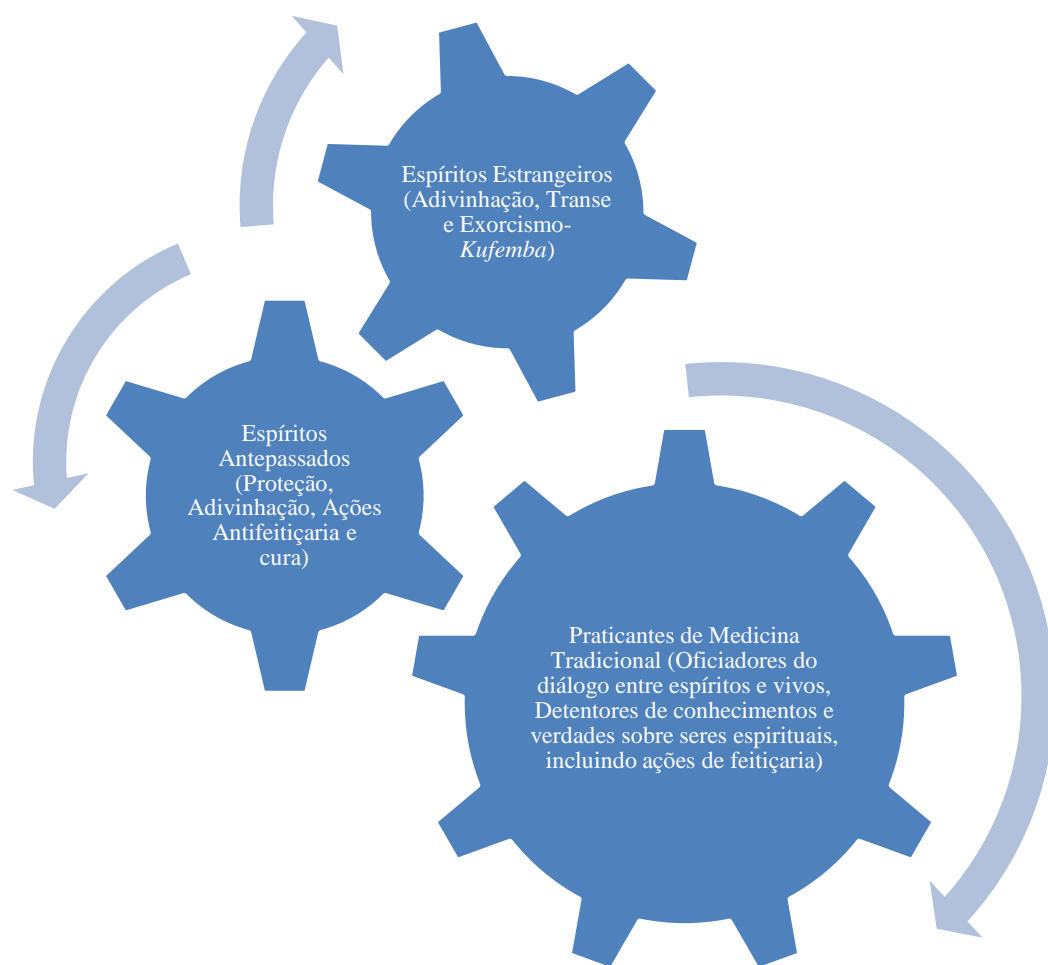 Espíritos Estrangeiros
(Adivinhação, Transe
e Exorcismo-
Kufemba)
Espíritos
Antepassados
(Proteção,
Adivinhação, Ações
Antifeitiçaria e
cura)
Praticantes de Medicina
Tradicional (Oficiadores do
diálogo entre espíritos e vivos,
Detentores de conhecimentos e
verdades sobre seres espirituais,
incluindo ações de feitiçaria)